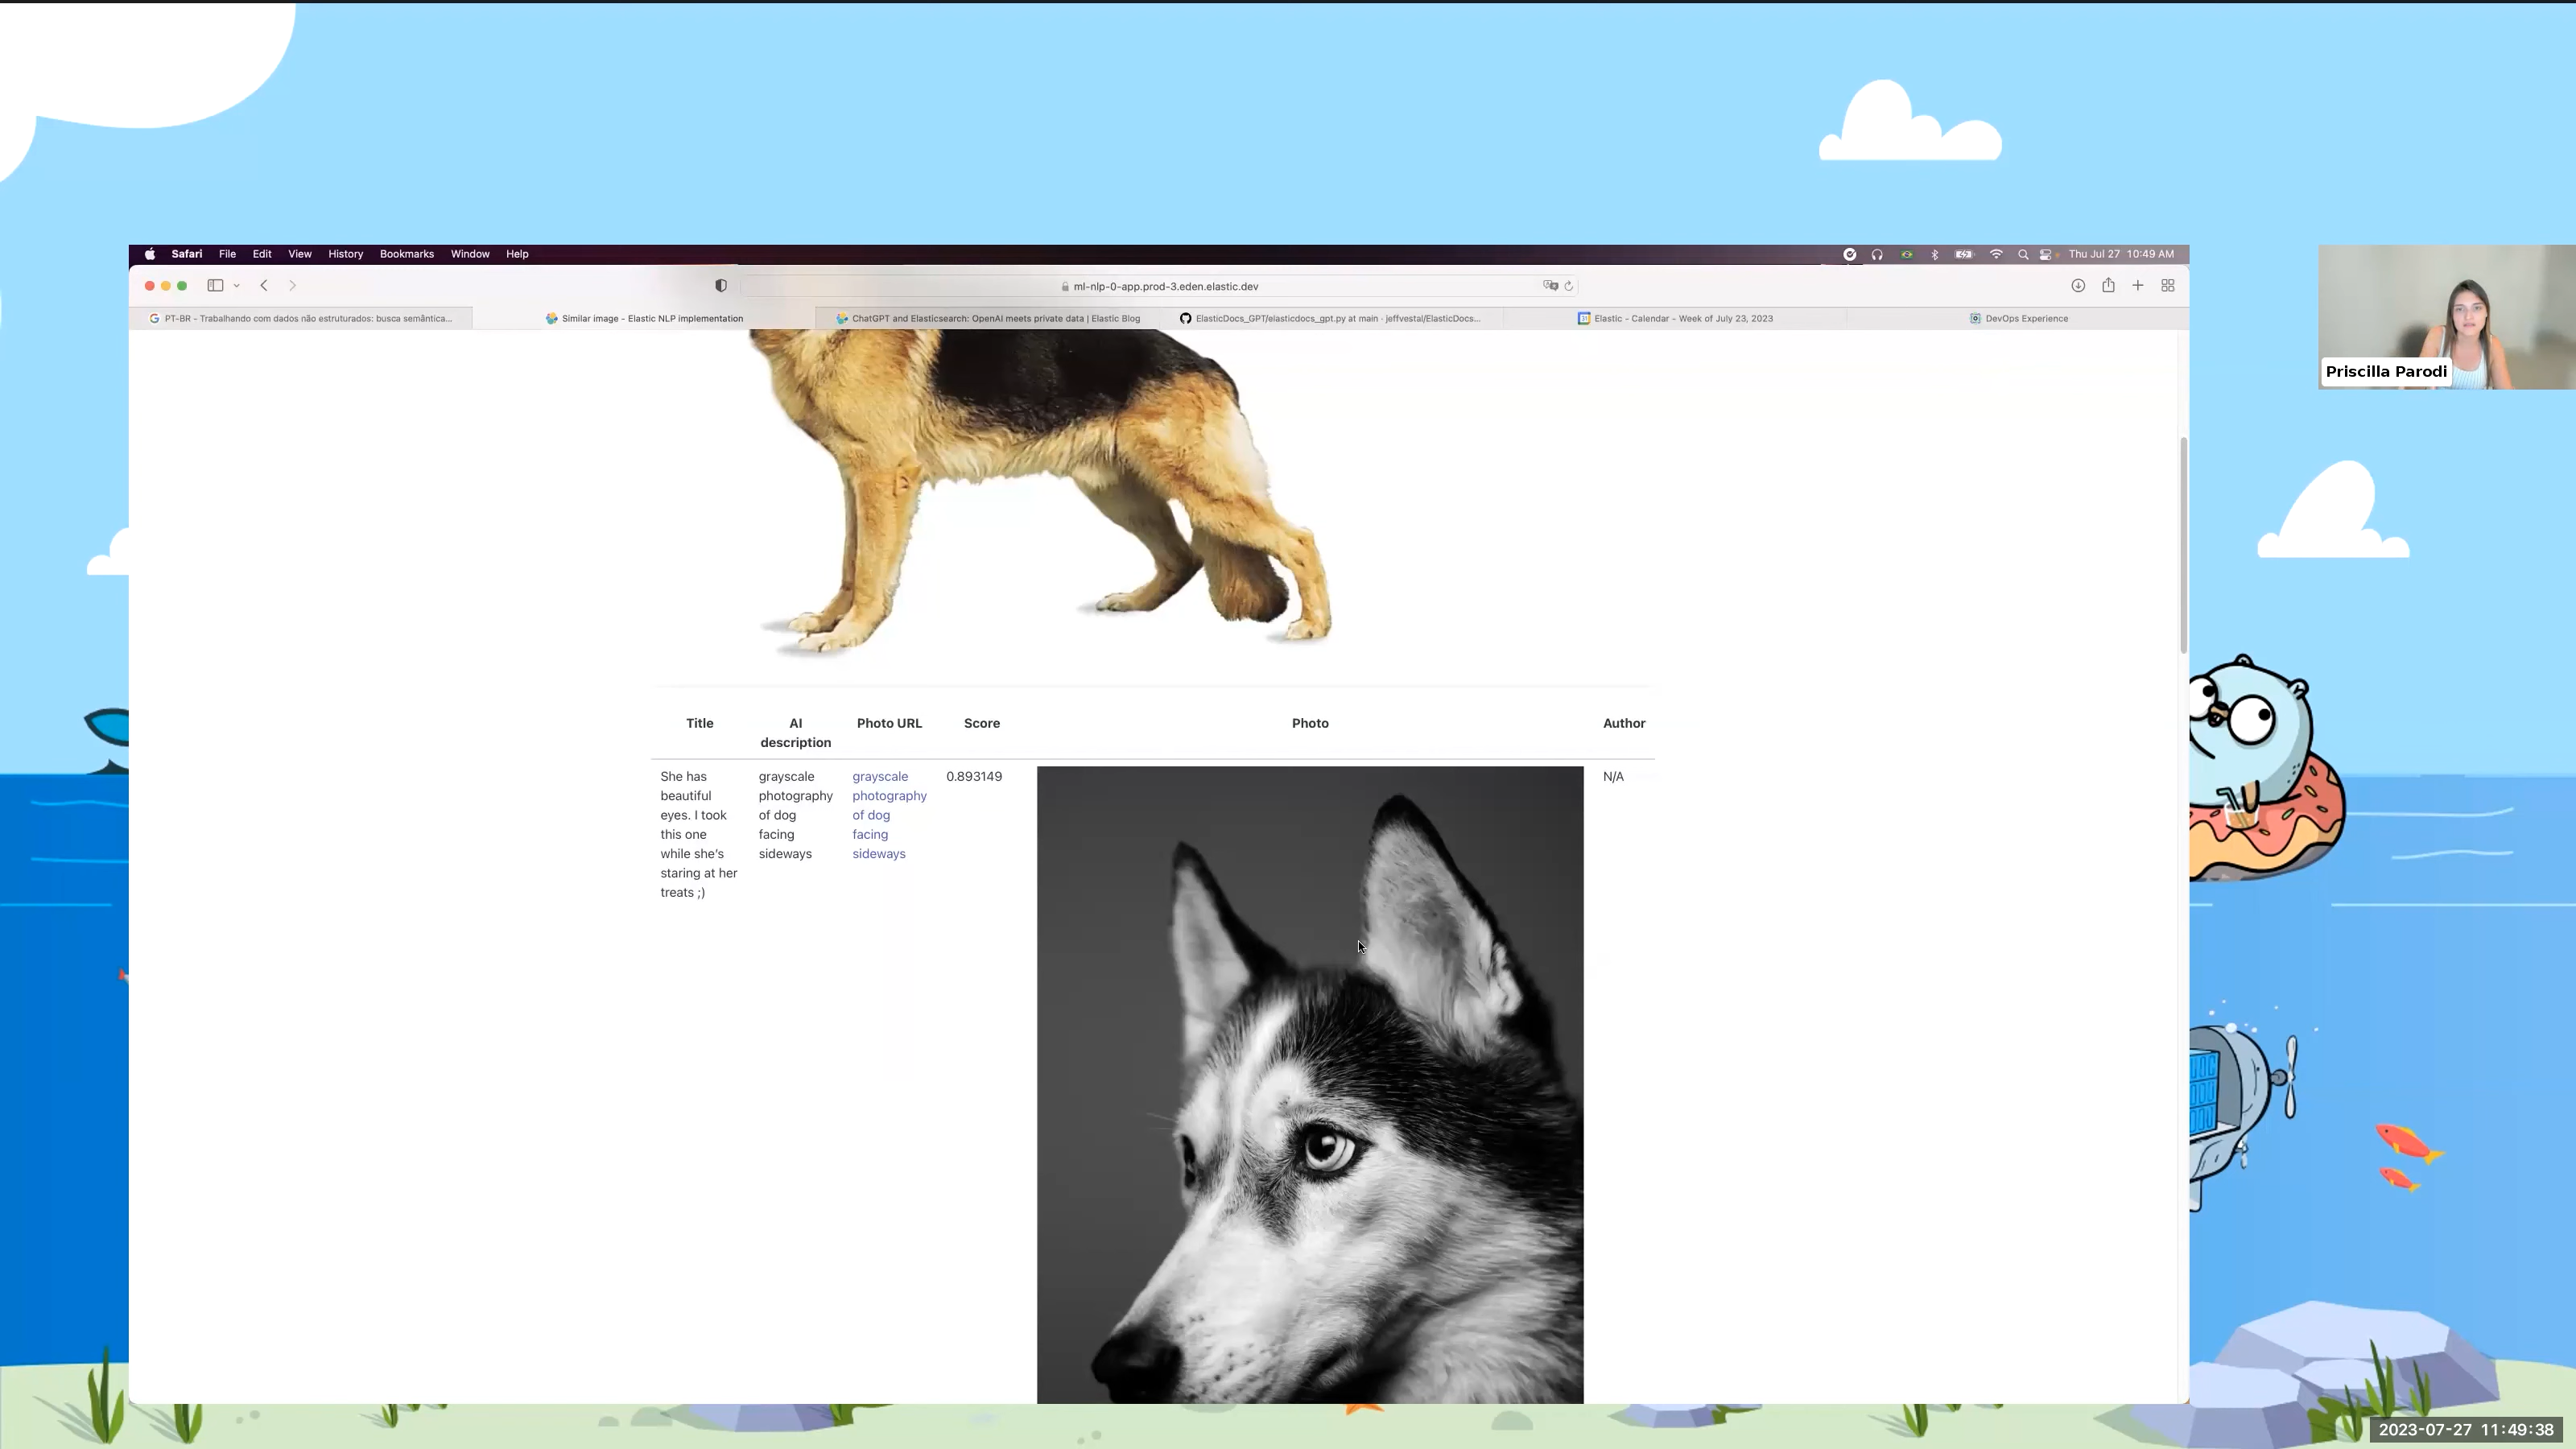 Safari File Edit View History Bookmarks Window Help
Thu Jul 27 10:49 AM
ml-nlp-0-app.prod-3.eden.elastic.dev
PT-BR - Trabalhando com dados não estruturados: busca semântica...
Similar image - Elastic NLP implementation
ChatGPT and Elasticsearch: OpenAI meets private data | Elastic Blog
ElasticDocs_GPT/elasticdocs_gpt.py at main · jeffvestal/ElasticDocs...
Elastic - Calendar - Week of July 23, 2023
DevOps Experience
Priscilla Parodi
Title
AI
description
Photo URL
Score
Photo
Author
She has
beautiful
eyes. I took
this one
while she's
staring at her
treats ;)
grayscale
photography
of dog
facing
sideways
grayscale
photography
of dog
facing
sideways
0.893149
N/A
2023-07-27 11:49:38